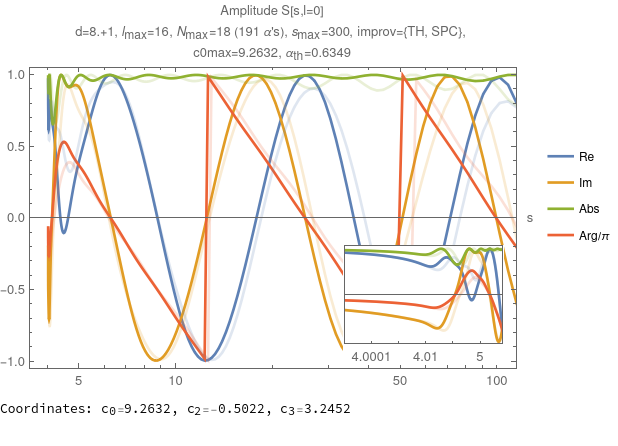 Amplitude S[s,l=0]
d=8.+1, lmax=16, Nmax=18 (191 α's), smax=300, improv={TH, SPC},
c0max=9.2632, αth=0.6349
1.0
0.5
0.0
−0.5
−1.0
5
10
50
100
s
4.0001
4.01
5
Re
Im
Abs
Arg/π
Coordinates: c0=9.2632, c2=-0.5022, c3=3.2452